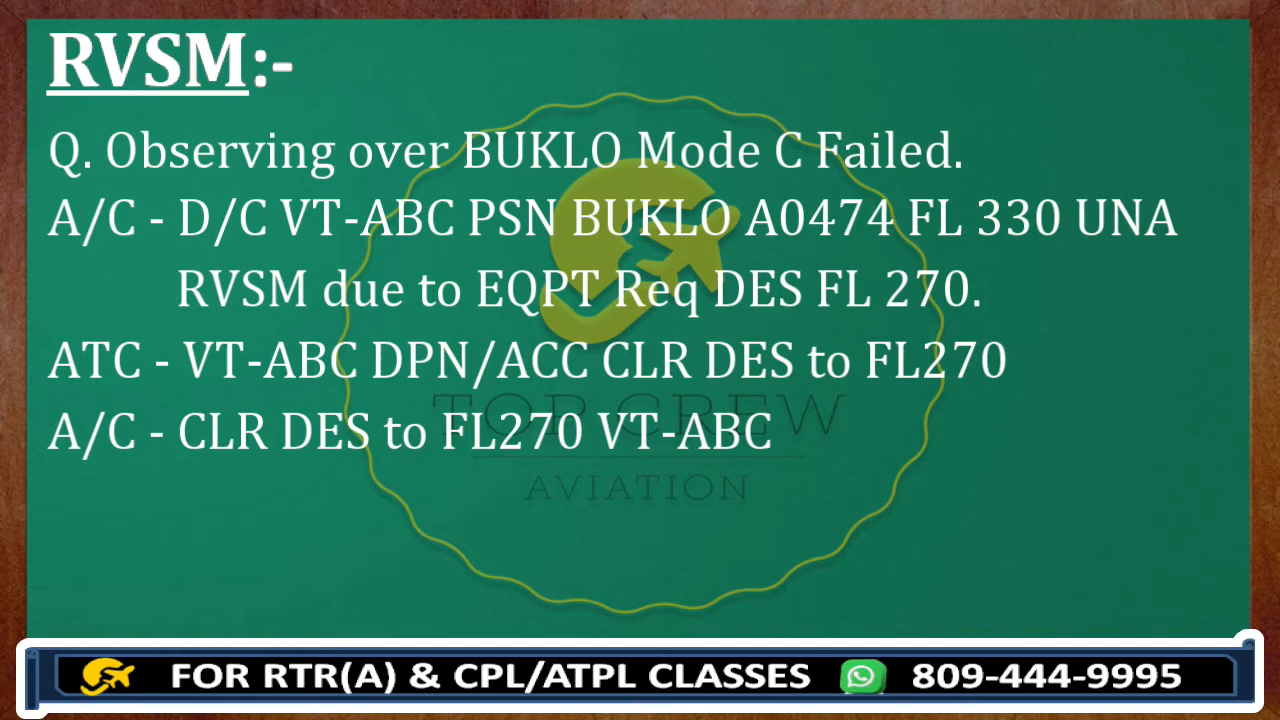 RVSM:-
Q. Observing over BUKLO Mode C Failed.
A/C - D/C VT-ABC PSN BUKLO A0474 FL 330 UNA
RVSM due to EQPT Req DES FL 270.
ATC - VT-ABC DPN/ACC CLR DES to FL270
A/C - CLR DES to FL270 VT-ABC
TOP CREW
AVIATION
FOR RTR(A) & CPL/ATPL CLASSES 809-444-9995